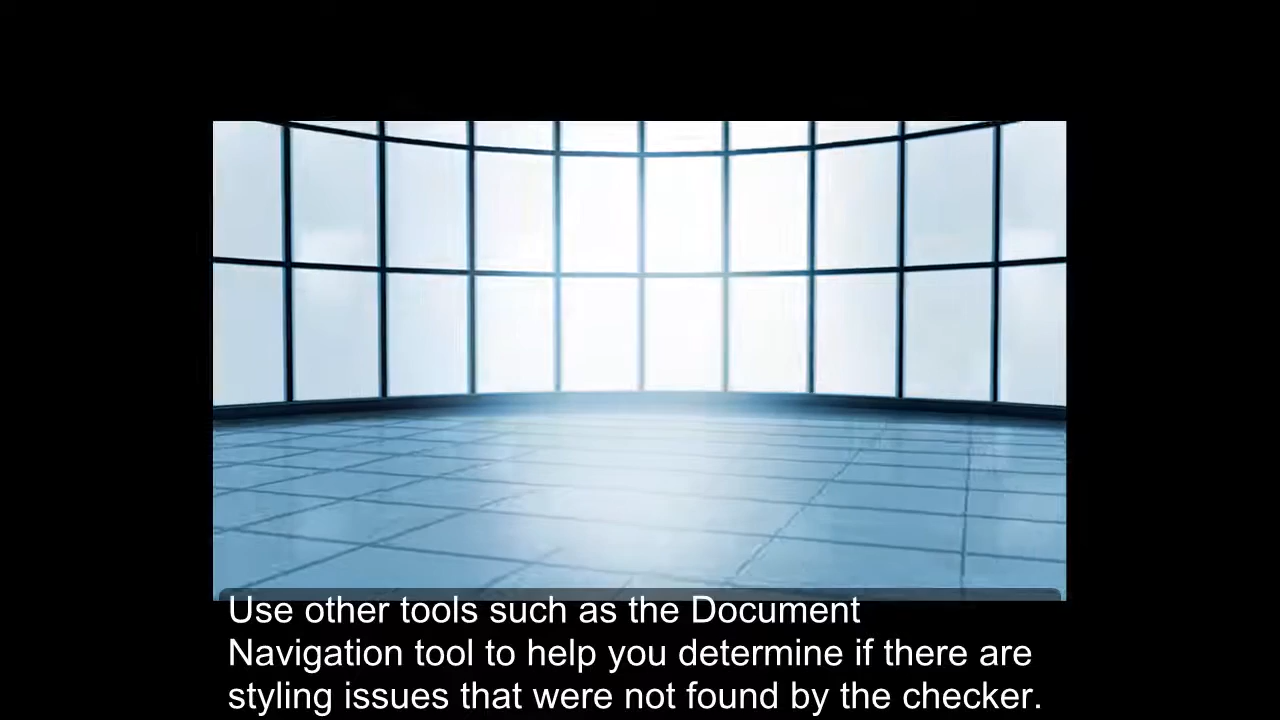 Use other tools such as the Document
Navigation tool to help you determine if there are
styling issues that were not found by the checker.